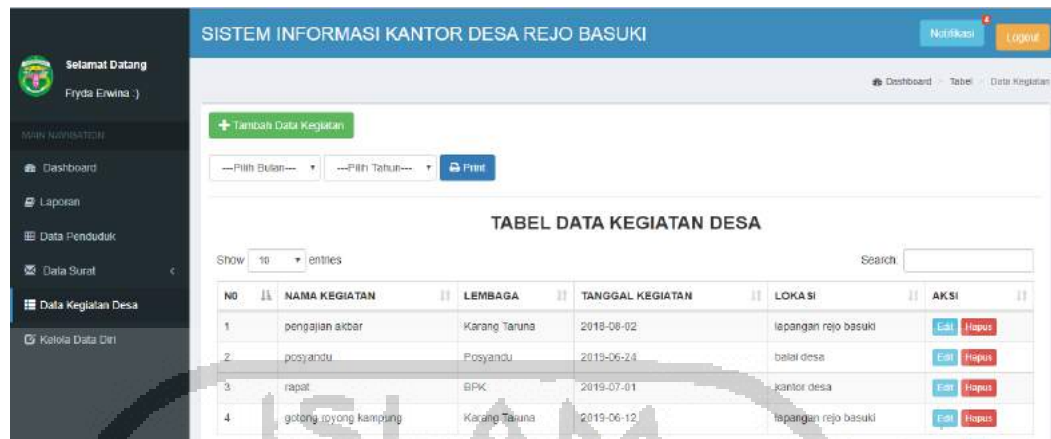 SISTEM INFORMASI KANTOR DESA REJO BASUKI
Notifikasi 4 Logout
Selamat Datang
Fryda Erwina :)
Dashboard Tabel Data Kegiatan
MAIN NAVIGATION
Dashboard
Laporan
Data Penduduk
Data Surat
Data Kegiatan Desa
Kelola Data Diri
Tambah Data Kegiatan
---Pilih Bulan--- ---Pilih Tahun--- Print
TABEL DATA KEGIATAN DESA
Show 10 entries Search:
NO NAMA KEGIATAN LEMBAGA TANGGAL KEGIATAN LOKASI AKSI
1 pengajian akbar Karang Taruna 2018-08-02 lapangan rejo basuki Edit Hapus
2 posyandu Posyandu 2019-06-24 balai desa Edit Hapus
3 rapat BPK 2019-07-01 kantor desa Edit Hapus
4 gotong royong kampung Karang Taruna 2019-06-12 lapangan rejo basuki Edit Hapus
ISLAM